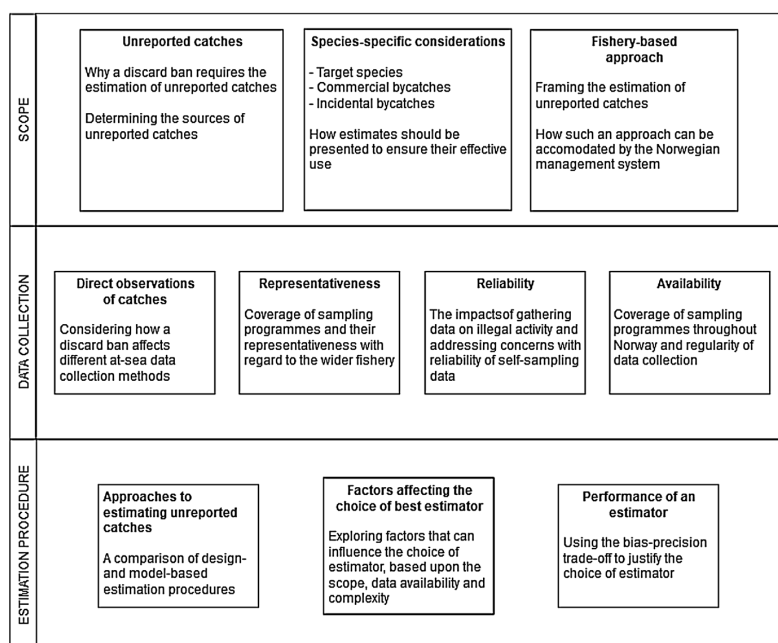 SCOPE
Unreported catches
Why a discard ban requires the
estimation of unreported catches
Determining the sources of
unreported catches
Species-specific considerations
- Target species
- Commercial bycatches
- Incidental bycatches
How estimates should be
presented to ensure their effective
use
Fishery-based
approach
Framing the estimation of
unreported catches
How such an approach can be
accomodated by the Norwegian
management system
DATA COLLECTION
Direct observations
of catches
Considering how a
discard ban affects
different at-sea data
collection methods
Representativeness
Coverage of sampling
programmes and their
representativeness with
regard to the wider fishery
Reliability
The impactsof gathering
data on illegal activity and
addressing concerns with
reliability of self-sampling
data
Availability
Coverage of sampling
programmes throughout
Norway and regularity of
data collection
ESTIMATION PROCEDURE
Approaches to
estimating unreported
catches
A comparison of design-
and model-based
estimation procedures
Factors affecting the
choice of best estimator
Exploring factors that can
influence the choice of
estimator, based upon the
scope, data availability and
complexity
Performance of an
estimator
Using the bias-precision
trade-off to justify the
choice of estimator